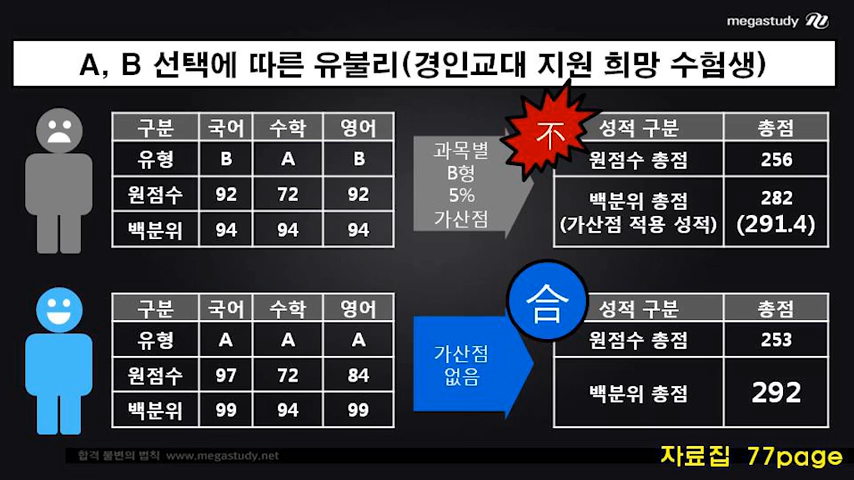 megastudy
A, B 선택에 따른 유불리(경인교대 지원 희망 수험생)
구분 국어 수학 영어
유형 B A B
원점수 92 72 92
백분위 94 94 94
과목별
B형
5%
가산점
不
성적 구분 총점
원점수 총점 256
백분위 총점 282
(가산점 적용 성적) (291.4)
구분 국어 수학 영어
유형 A A A
원점수 97 72 84
백분위 99 94 99
가산점
없음
合
성적 구분 총점
원점수 총점 253
백분위 총점 292
합격 불변의 법칙 www.megastudy.net
자료집 77page